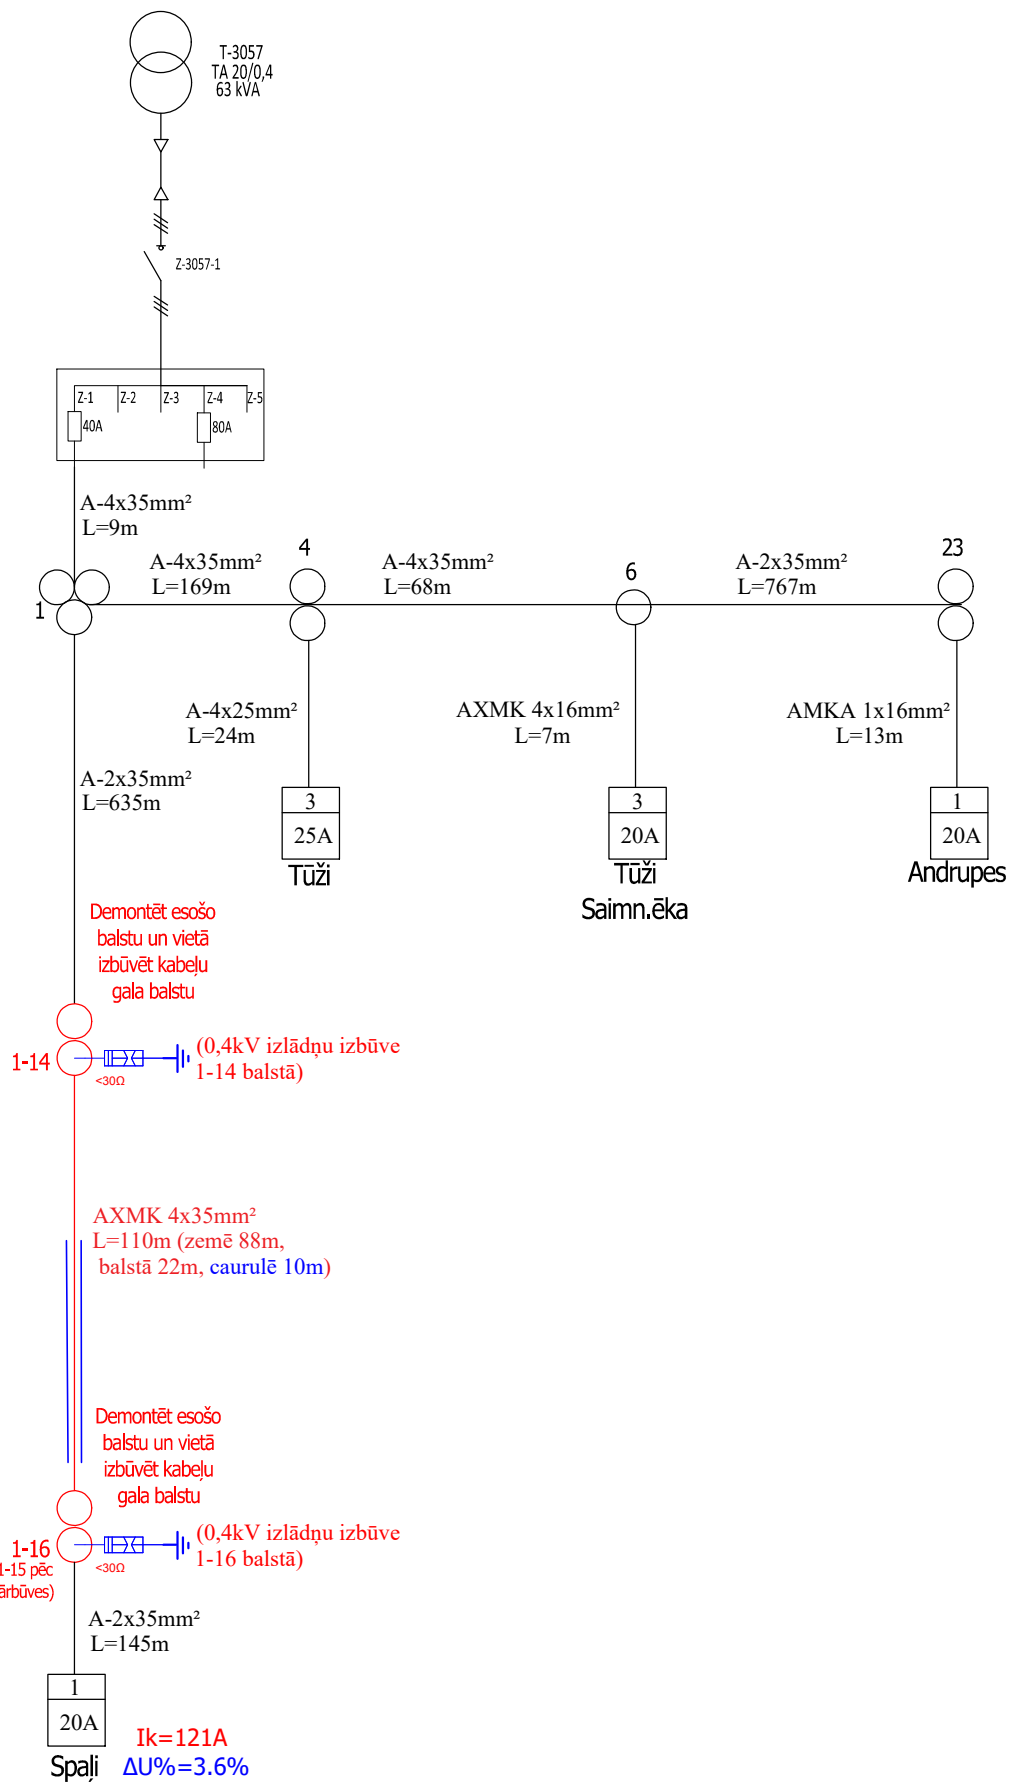 T-3057
TA 20/0,4
63 kVA
Z-3057-1
Z-1
Z-2
Z-3
Z-4
Z-5
40A
80A
A-4x35mm²
L=9m
1
A-4x35mm²
L=169m
4
A-4x35mm²
L=68m
6
A-2x35mm²
L=767m
23
A-4x25mm²
L=24m
AXMK 4x16mm²
L=7m
AMKA 1x16mm²
L=13m
A-2x35mm²
L=635m
3
25A
Tūži
3
20A
Tūži
Saimn.ēka
1
20A
Andrupes
Demontēt esošo
balstu un vietā
izbūvēt kabeļu
gala balstu
1-14
<30Ω
(0,4kV izlādņu izbūve
1-14 balstā)
AXMK 4x35mm²
L=110m (zemē 88m,
balstā 22m, caurulē 10m)
Demontēt esošo
balstu un vietā
izbūvēt kabeļu
gala balstu
1-16
1-15 pēc
ārbūves)
<30Ω
(0,4kV izlādņu izbūve
1-16 balstā)
A-2x35mm²
L=145m
1
20A
Spaļi
Ik=121A
ΔU%=3.6%